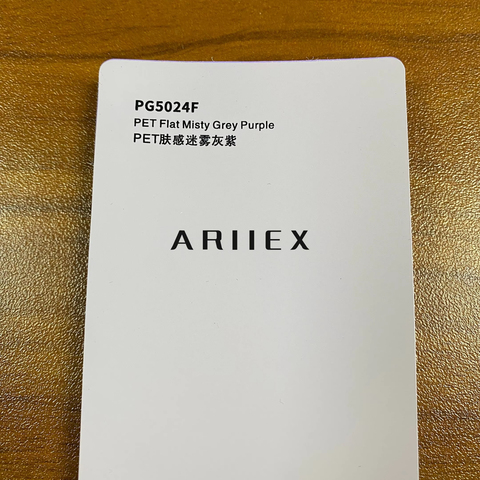 PG5024F
PET Flat Misty Grey Purple
PET肤感迷雾灰紫
ARIIEX